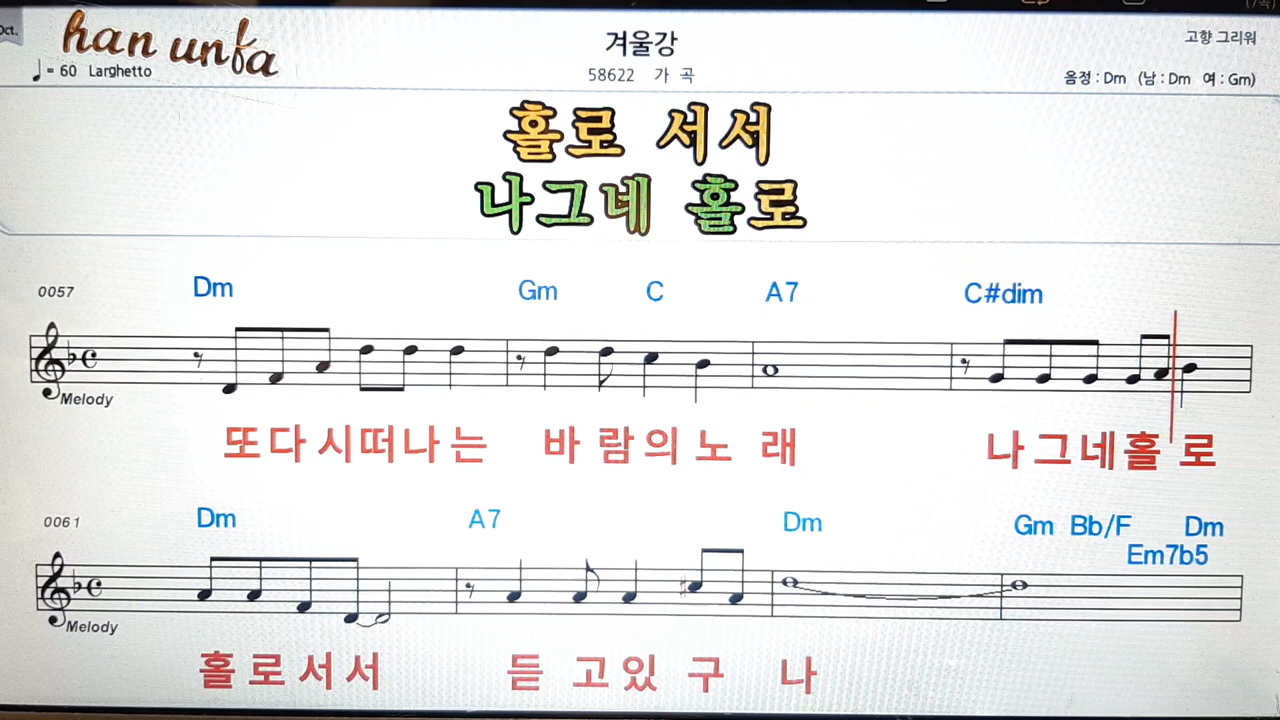 Oct.
han unfa
겨울강
고향 그리워
= 60 Larghetto
58622 가 곡
음정 : Dm (남 : Dm 여 : Gm)
홀로 서서
나그네 홀로
0057 Dm Gm C A7 C#dim
Melody
또다시떠나는 바람의노래 나그네홀로
0061 Dm A7 Dm Gm Bb/F Dm
Em7b5
Melody
홀로서서 듣고있구나